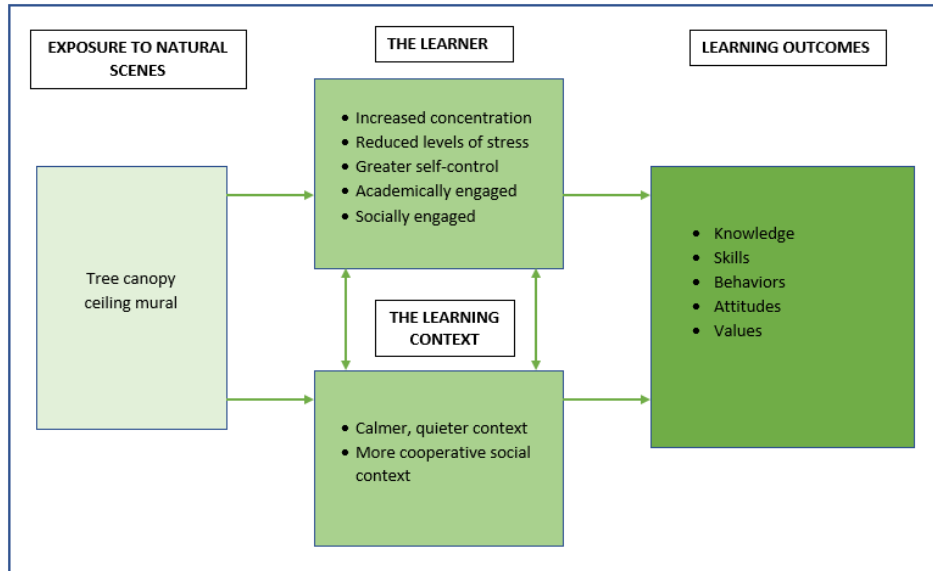 EXPOSURE TO NATURAL
SCENES
THE LEARNER
LEARNING OUTCOMES
Tree canopy
ceiling mural
• Increased concentration
• Reduced levels of stress
• Greater self-control
• Academically engaged
• Socially engaged
THE LEARNING
CONTEXT
• Calmer, quieter context
• More cooperative social
context
• Knowledge
• Skills
• Behaviors
• Attitudes
• Values